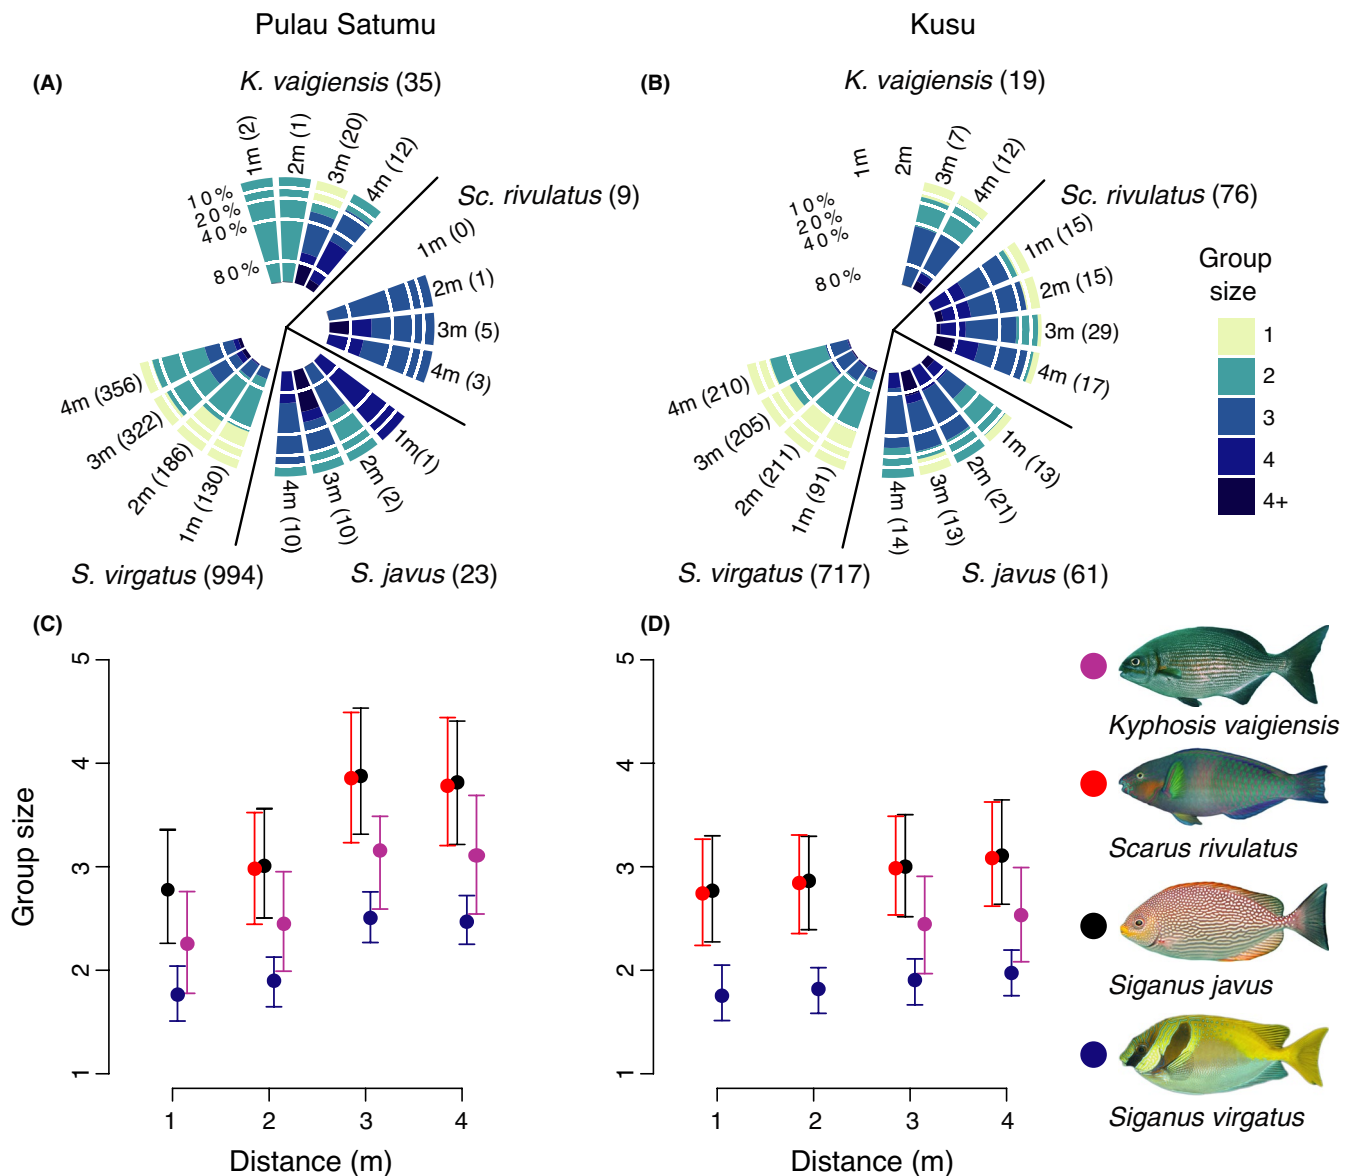 Pulau Satumu
Kusu
(A)
K. vaigiensis (35)
1m (2)
2m (1)
3m (20)
4m (12)
10%
20%
40%
80%
Sc. rivulatus (9)
1m (0)
2m (1)
3m (5)
4m (3)
1m(1)
2m (2)
3m (10)
4m (10)
S. javus (23)
1m (130)
2m (186)
3m (322)
4m (356)
S. virgatus (994)
(B)
K. vaigiensis (19)
1m
2m
3m (7)
4m (12)
10%
20%
40%
80%
Sc. rivulatus (76)
1m (15)
2m (15)
3m (29)
4m (17)
1m (13)
2m (21)
3m (13)
4m (14)
S. javus (61)
1m (91)
2m (211)
3m (205)
4m (210)
S. virgatus (717)
Group
size
1
2
3
4
4+
(C)
Group size
5
4
3
2
1
1
2
3
4
Distance (m)
(D)
5
4
3
2
1
1
2
3
4
Distance (m)
Kyphosis vaigiensis
Scarus rivulatus
Siganus javus
Siganus virgatus